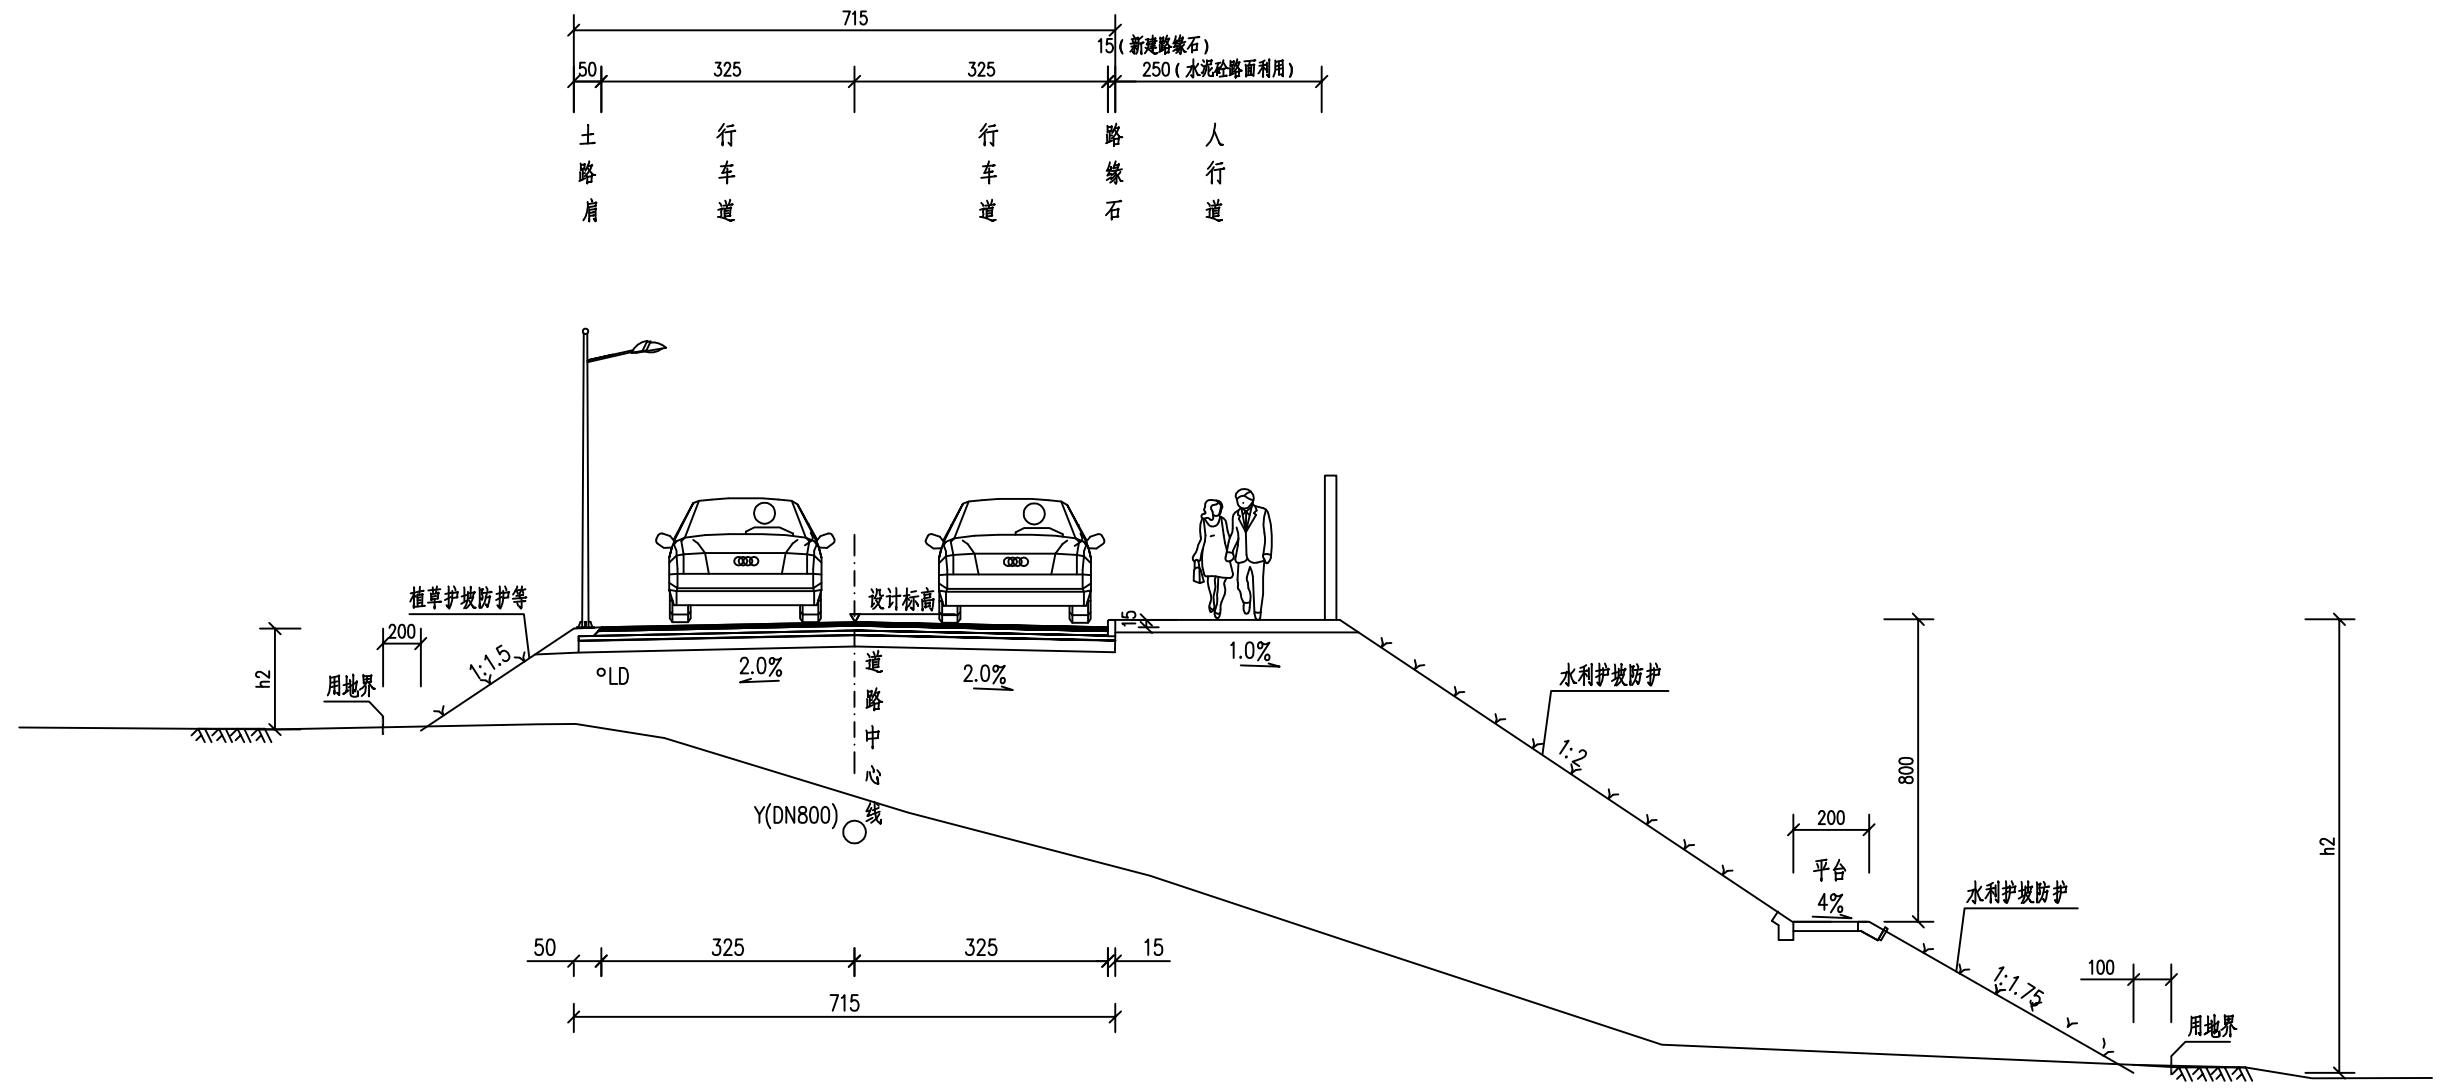 715
15(新建路缘石)
50
325
325
250(水泥砼路面利用)
土路肩
行车道
行车道
路缘石
人行道
植草护坡防护等
设计标高
15
200
h2
用地界
1:1.5
LD
2.0%
2.0%
1.0%
道路中心线
水利护坡防护
1:2
800
Y(DN800)
200
平台
4%
h2
水利护坡防护
50
325
325
15
1:1.75
100
715
用地界